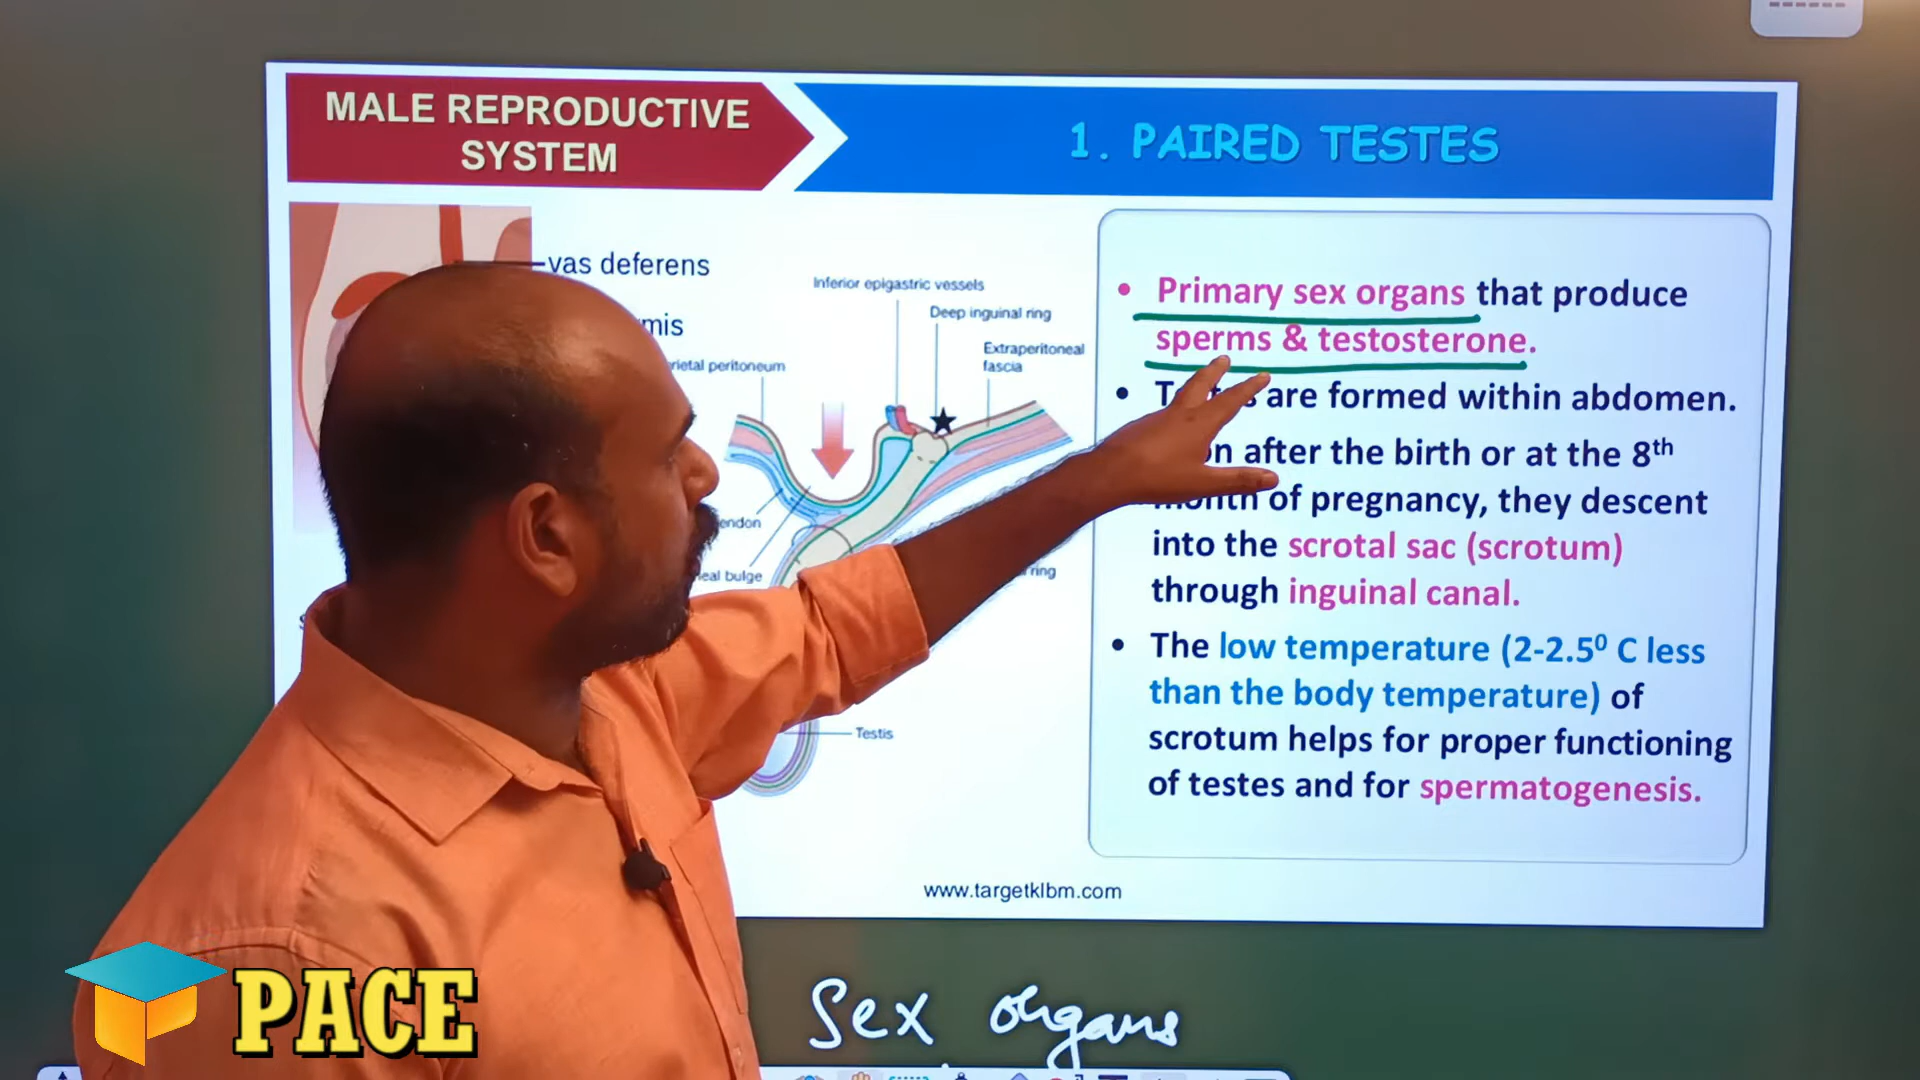 MALE REPRODUCTIVE
SYSTEM
1. PAIRED TESTES
vas deferens
Inferior epigastric vessels
Deep inguinal ring
Extraperitoneal
fascia
peritoneum
bulge
ring
Testis
• Primary sex organs that produce
sperms & testosterone.
• are formed within abdomen.
after the birth or at the 8th
month of pregnancy, they descent
into the scrotal sac (scrotum)
through inguinal canal.
• The low temperature (2-2.5⁰ C less
than the body temperature) of
scrotum helps for proper functioning
of testes and for spermatogenesis.
www.targetklbm.com
Sex organs
PACE